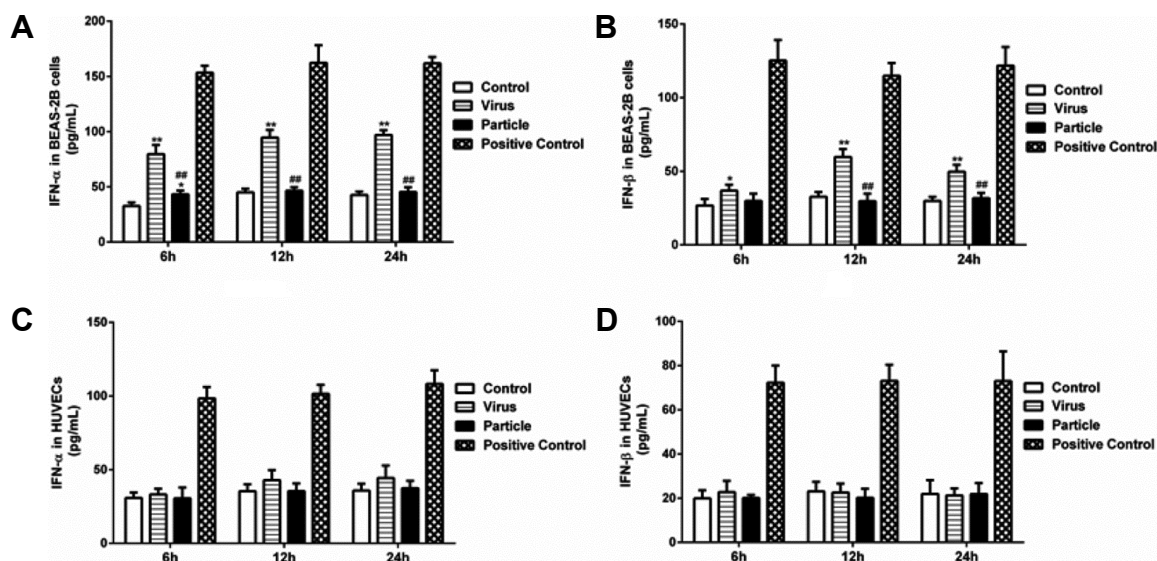 A
IFN-α in BEAS-2B cells
(pg/mL)
200
150
100
50
0
**
##
*
**
##
**
##
6h
12h
24h
Control
Virus
Particle
Positive Control
B
IFN-β in BEAS-2B cells
(pg/mL)
150
100
50
0
*
**
##
**
##
6h
12h
24h
Control
Virus
Particle
Positive Control
C
IFN-α in HUVECs
(pg/mL)
150
100
50
0
6h
12h
24h
Control
Virus
Particle
Positive Control
D
IFN-β in HUVECs
(pg/mL)
100
80
60
40
20
0
6h
12h
24h
Control
Virus
Particle
Positive Control